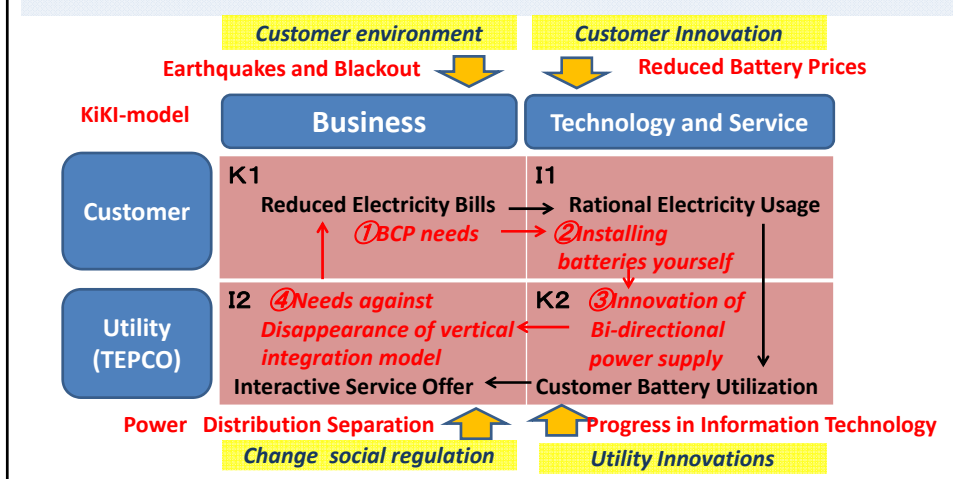 Customer environment
Customer Innovation
Earthquakes and Blackout
Reduced Battery Prices
KiKI-model
Business
Technology and Service
Customer
K1
Reduced Electricity Bills
①BCP needs
I1
Rational Electricity Usage
②Installing
batteries yourself
Utility
(TEPCO)
I2 ④Needs against
Disappearance of vertical
integration model
Interactive Service Offer
K2 ③Innovation of
Bi-directional
power supply
Customer Battery Utilization
Power Distribution Separation
Progress in Information Technology
Change social regulation
Utility Innovations